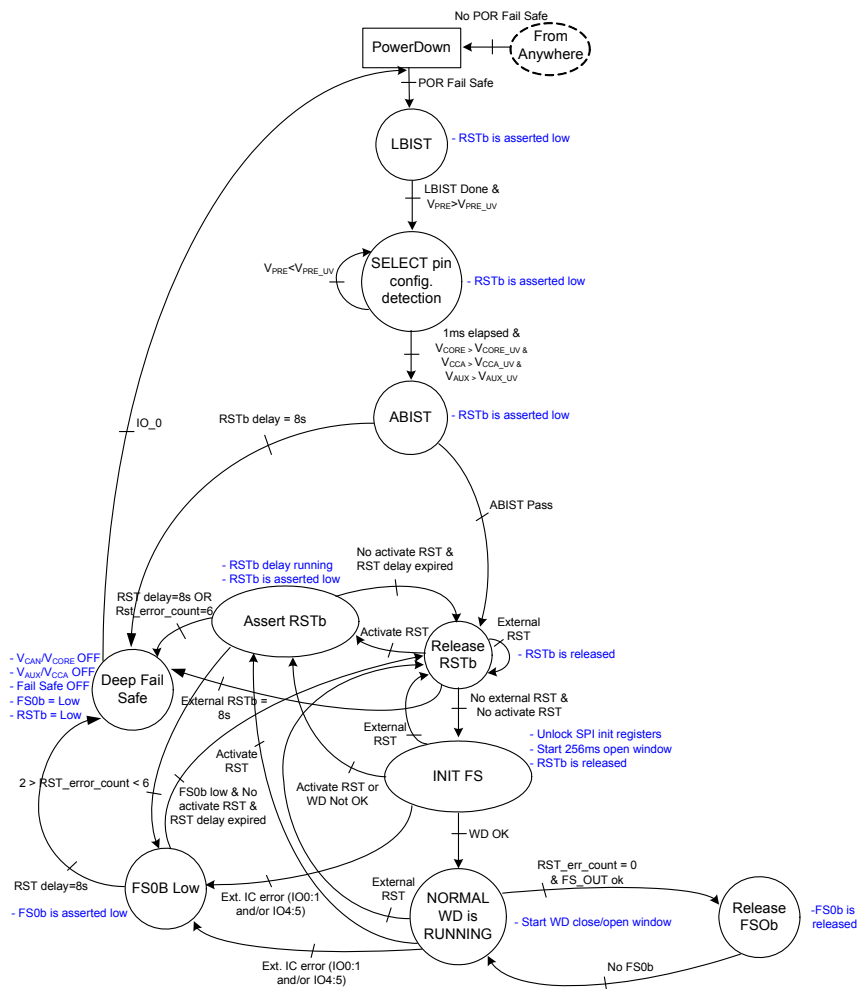 No POR Fail Safe
PowerDown
From
Anywhere
POR Fail Safe
LBIST
- RSTb is asserted low
LBIST Done &
VPRE>VPRE_UV
VPRE<VPRE_UV
SELECT pin
config.
detection
- RSTb is asserted low
1ms elapsed &
VCORE > VCORE_UV &
VCCA > VCCA_UV &
VAUX > VAUX_UV
IO_0
RSTb delay = 8s
ABIST
- RSTb is asserted low
ABIST Pass
- RSTb delay running
- RSTb is asserted low
No activate RST &
RST delay expired
RST delay=8s OR
Rst_error_count=6
Assert RSTb
Activate RST
Release
RSTb
External
RST
- RSTb is released
- VCAN/VCORE OFF
- VAUX/VCCA OFF
- Fail Safe OFF
- FS0b = Low
- RSTb = Low
Deep Fail
Safe
External RSTb =
8s
No external RST &
No activate RST
External
RST
Activate
RST
- Unlock SPI init registers
- Start 256ms open window
- RSTb is released
INIT FS
2 > RST_error_count < 6
FS0b low & No
activate RST &
RST delay expired
Activate RST or
WD Not OK
WD OK
RST delay=8s
FS0B Low
- FS0b is asserted low
Ext. IC error (IO0:1
and/or IO4:5)
External
RST
NORMAL
WD is
RUNNING
- Start WD close/open window
RST_err_count = 0
& FS_OUT ok
Release
FSOb
-FS0b is
released
Ext. IC error (IO0:1
and/or IO4:5)
No FS0b